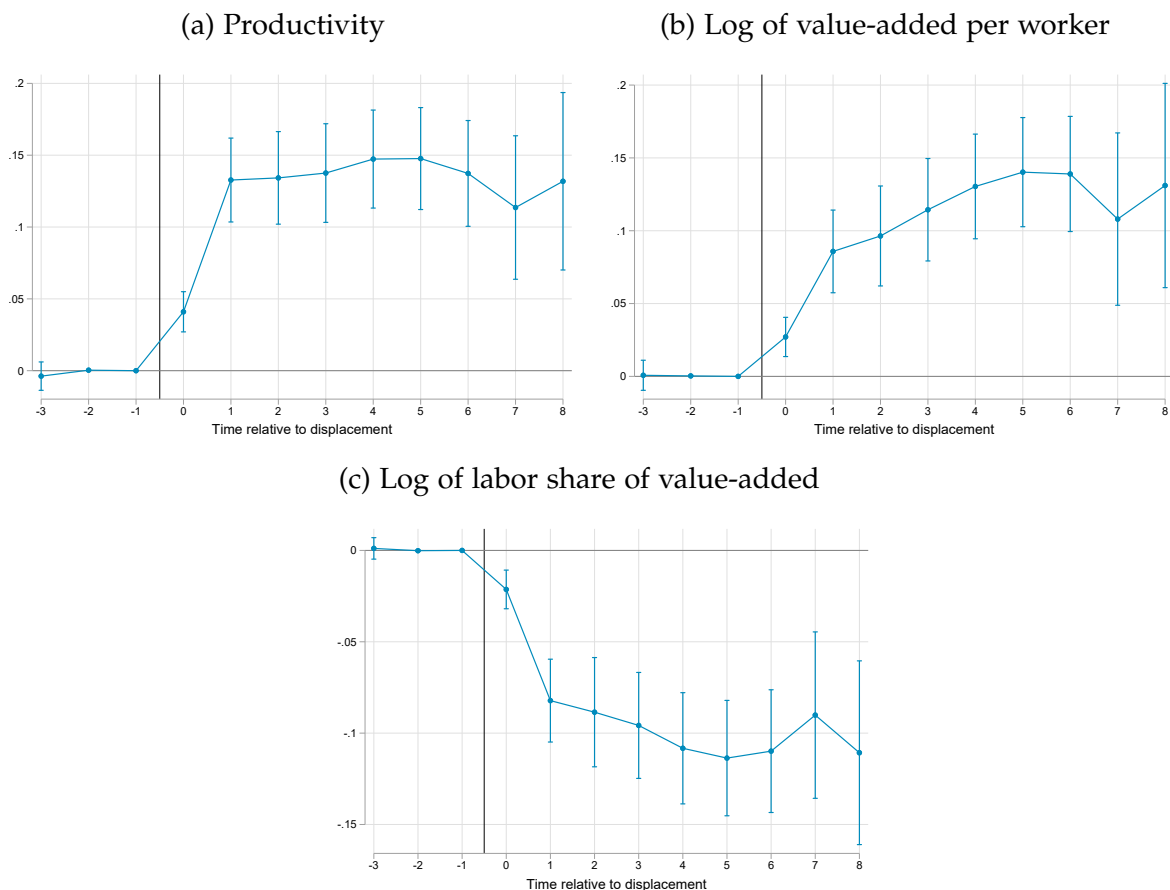 (a) Productivity
.2
.15
.1
.05
0
-3 -2 -1 0 1 2 3 4 5 6 7 8
Time relative to displacement
(b) Log of value-added per worker
.2
.15
.1
.05
0
-3 -2 -1 0 1 2 3 4 5 6 7 8
Time relative to displacement
(c) Log of labor share of value-added
0
-.05
-.1
-.15
-3 -2 -1 0 1 2 3 4 5 6 7 8
Time relative to displacement